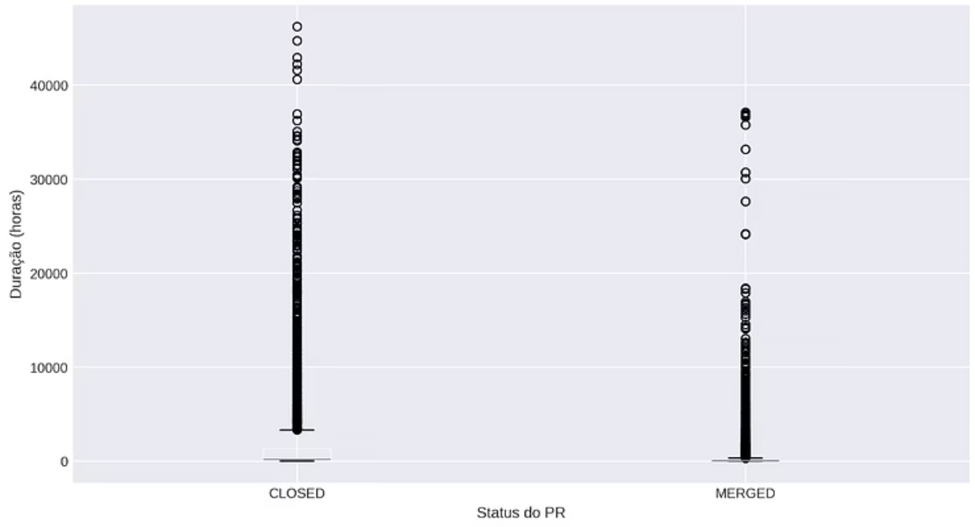 Duração (horas)
40000
30000
20000
10000
0
CLOSED
MERGED
Status do PR